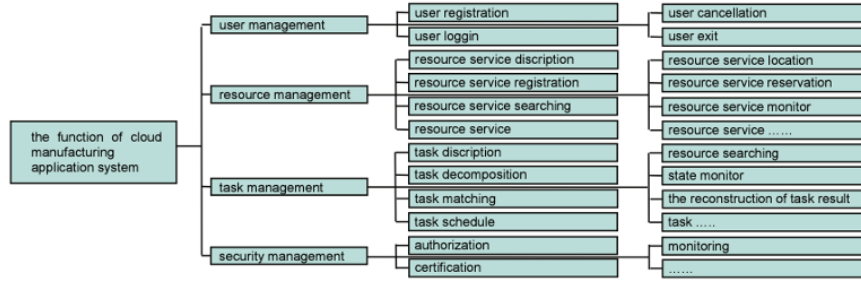 the function of cloud
manufacturing
application system
user management
user registration
user loggin
user cancellation
user exit
resource management
resource service discription
resource service registration
resource service searching
resource service
resource service location
resource service reservation
resource service monitor
resource service ……
task management
task discription
task decomposition
task matching
task schedule
resource searching
state monitor
the reconstruction of task result
task …..
security management
authorization
certification
monitoring
……